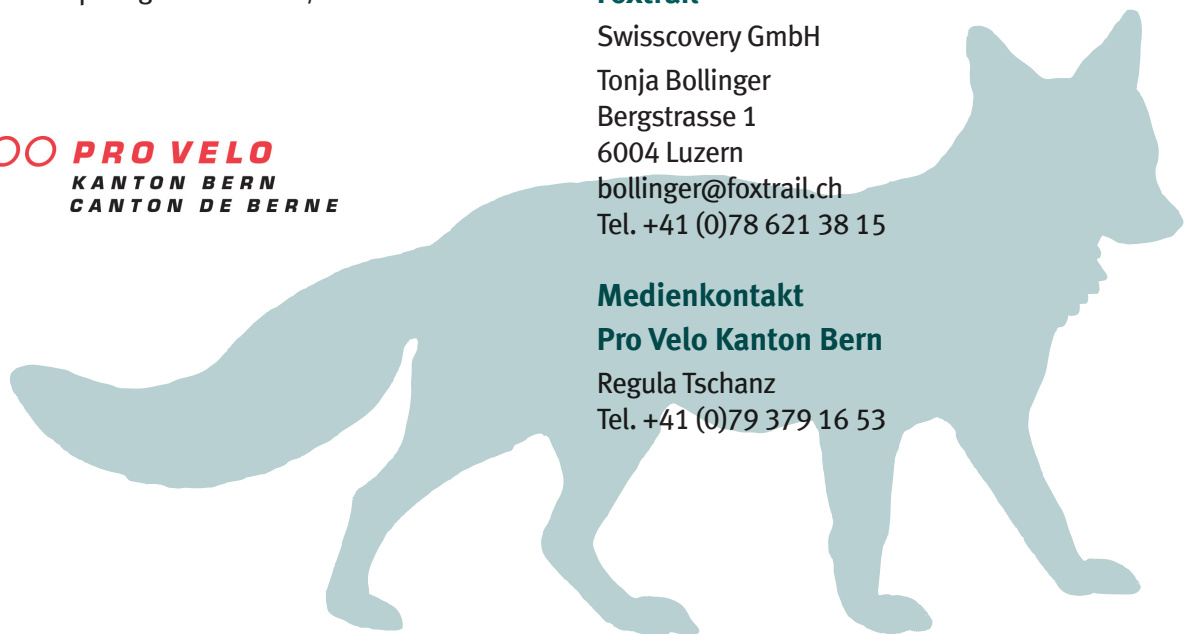 PRO VELO
KANTON BERN
CANTON DE BERNE
Foxtrail
Swisscovery GmbH
Tonja Bollinger
Bergstrasse 1
6004 Luzern
bollinger@foxtrail.ch
Tel. +41 (0)78 621 38 15
Medienkontakt
Pro Velo Kanton Bern
Regula Tschanz
Tel. +41 (0)79 379 16 53